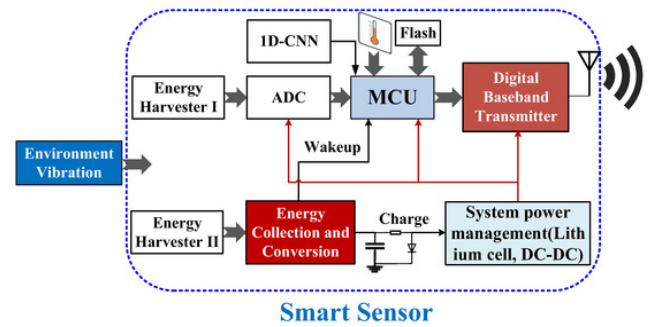 1D-CNN
Flash
Energy
Harvester I
ADC
MCU
Digital
Baseband
Transmitter
Wakeup
Environment
Vibration
Energy
Harvester II
Energy
Collection and
Conversion
Charge
System power
management(Lith
ium cell, DC-DC)
Smart Sensor